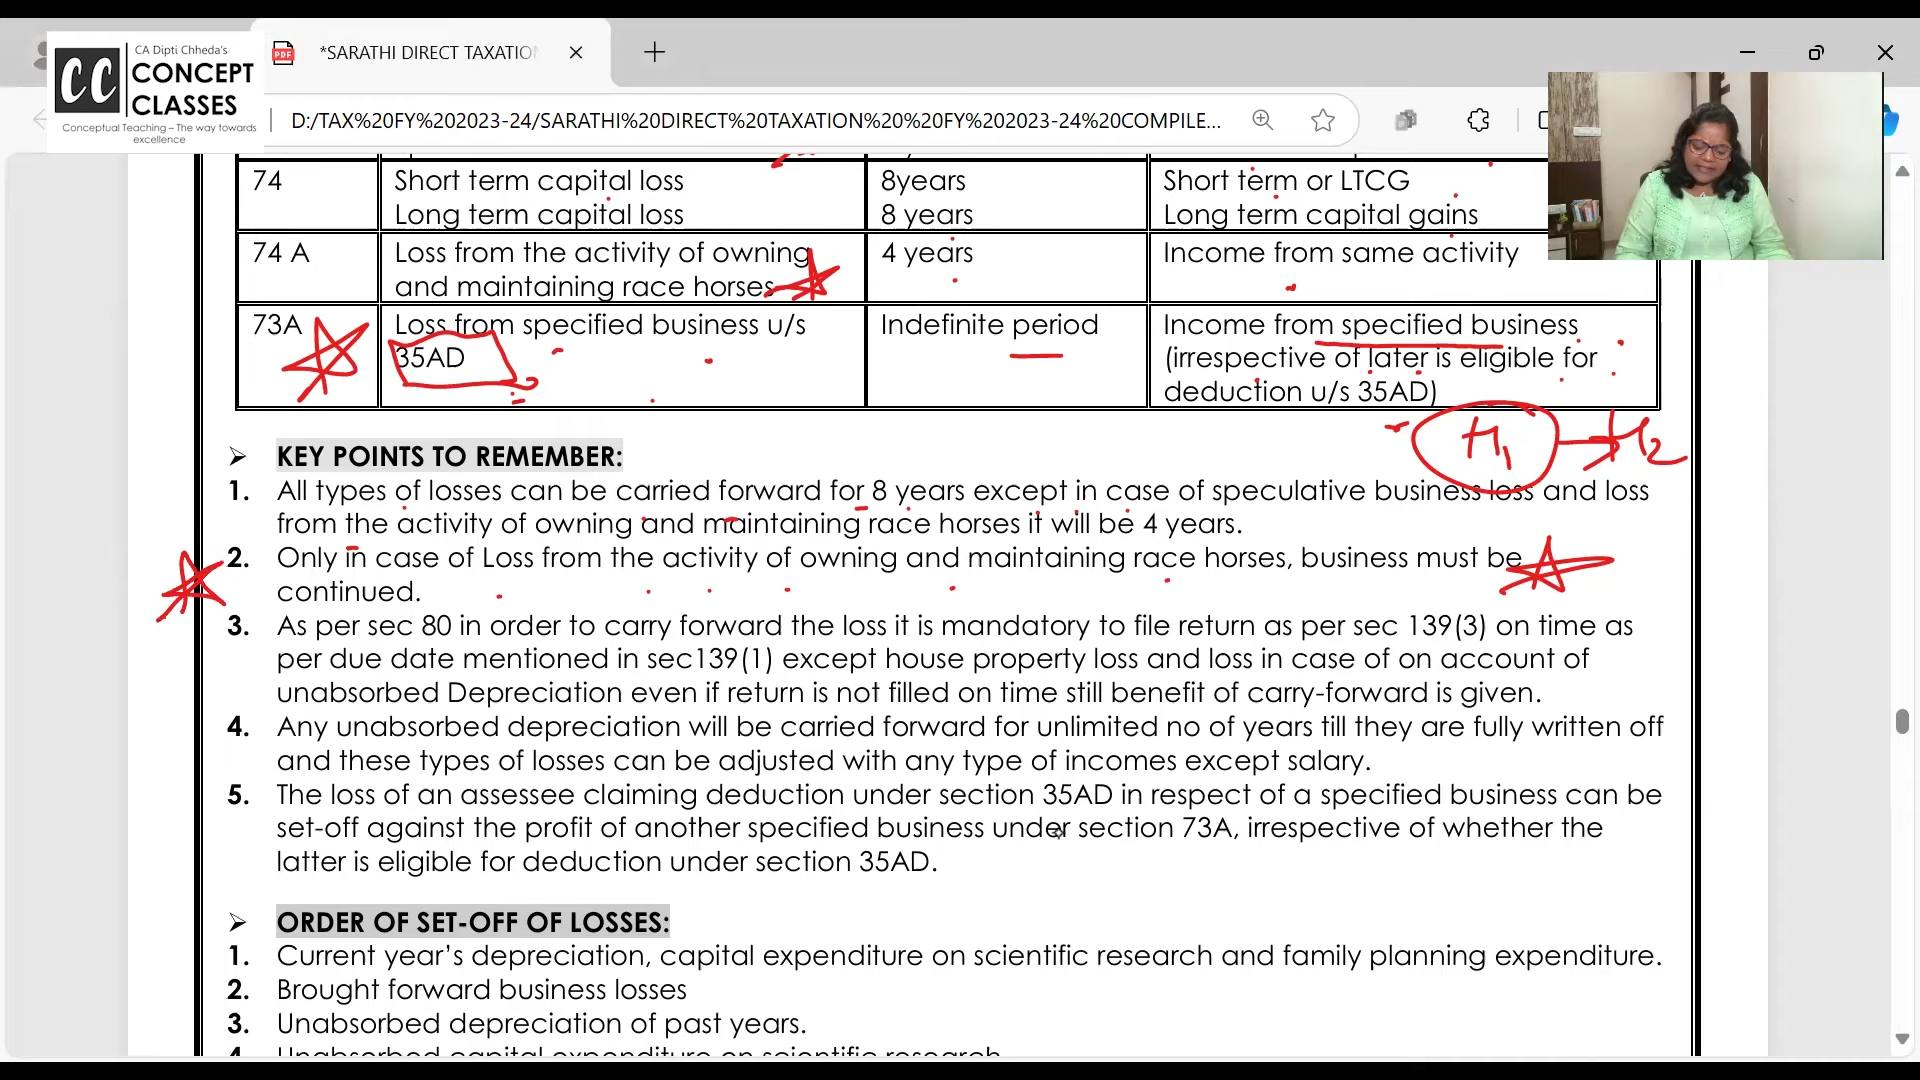 CA Dipti Chheda's
CC CONCEPT
CLASSES
Conceptual Teaching – The way towards
excellence
*SARATHI DIRECT TAXATIO
D:/TAX%20FY%202023-24/SARATHI%20DIRECT%20TAXATION%20%20FY%202023-24%20COMPILE...
74 Short term capital loss 8years Short term or LTCG
Long term capital loss 8 years Long term capital gains
74 A Loss from the activity of owning 4 years Income from same activity
and maintaining race horses
73A Loss from specified business u/s Indefinite period Income from specified business
35AD (irrespective of later is eligible for
deduction u/s 35AD)
H1 → H2
➢ KEY POINTS TO REMEMBER:
1. All types of losses can be carried forward for 8 years except in case of speculative business loss and loss
from the activity of owning and maintaining race horses it will be 4 years.
2. Only in case of Loss from the activity of owning and maintaining race horses, business must be
continued.
3. As per sec 80 in order to carry forward the loss it is mandatory to file return as per sec 139(3) on time as
per due date mentioned in sec139(1) except house property loss and loss in case of on account of
unabsorbed Depreciation even if return is not filled on time still benefit of carry-forward is given.
4. Any unabsorbed depreciation will be carried forward for unlimited no of years till they are fully written off
and these types of losses can be adjusted with any type of incomes except salary.
5. The loss of an assessee claiming deduction under section 35AD in respect of a specified business can be
set-off against the profit of another specified business under section 73A, irrespective of whether the
latter is eligible for deduction under section 35AD.
➢ ORDER OF SET-OFF OF LOSSES:
1. Current year's depreciation, capital expenditure on scientific research and family planning expenditure.
2. Brought forward business losses
3. Unabsorbed depreciation of past years.
4. Unabsorbed capital expenditure on scientific research